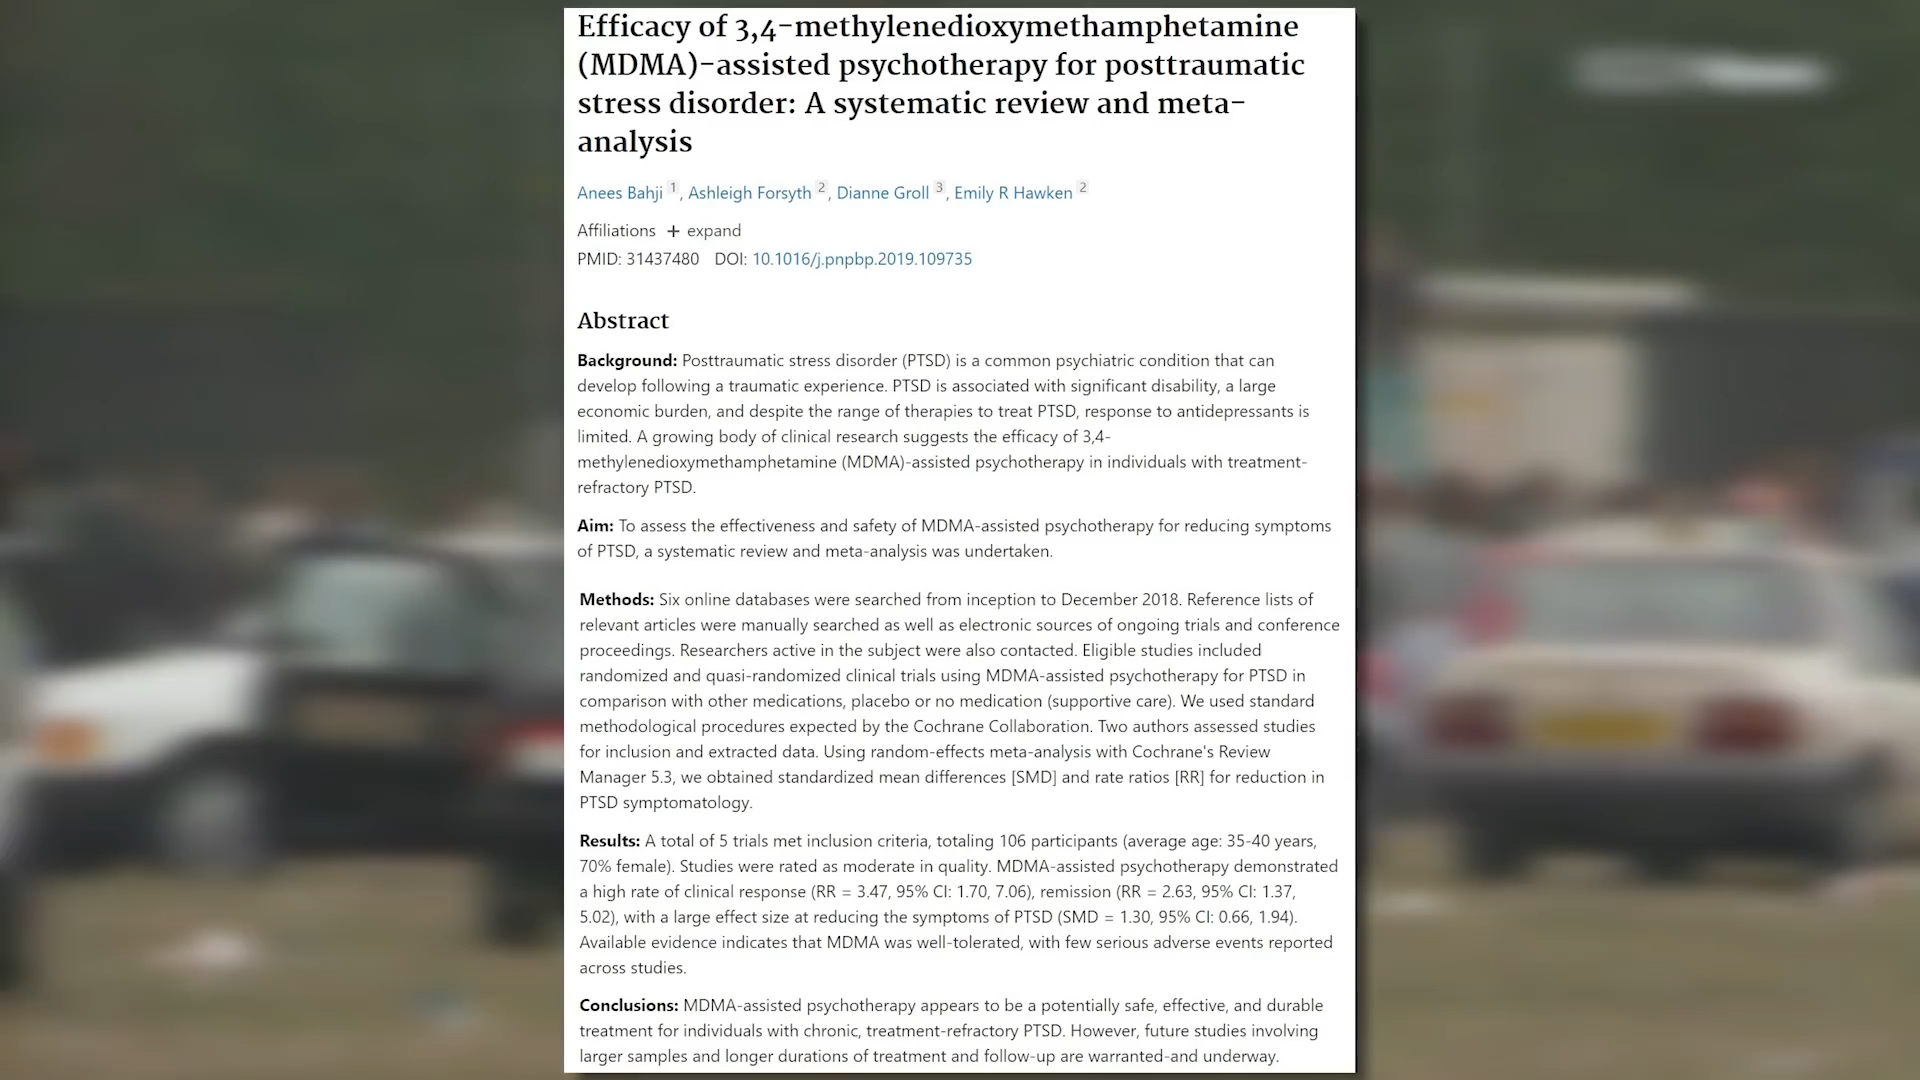 Efficacy of 3,4-methylenedioxymethamphetamine
(MDMA)-assisted psychotherapy for posttraumatic
stress disorder: A systematic review and meta-
analysis
Anees Bahji 1, Ashleigh Forsyth 2, Dianne Groll 3, Emily R Hawken 2
Affiliations + expand
PMID: 31437480 DOI: 10.1016/j.pnpbp.2019.109735
Abstract
Background: Posttraumatic stress disorder (PTSD) is a common psychiatric condition that can
develop following a traumatic experience. PTSD is associated with significant disability, a large
economic burden, and despite the range of therapies to treat PTSD, response to antidepressants is
limited. A growing body of clinical research suggests the efficacy of 3,4-
methylenedioxymethamphetamine (MDMA)-assisted psychotherapy in individuals with treatment-
refractory PTSD.
Aim: To assess the effectiveness and safety of MDMA-assisted psychotherapy for reducing symptoms
of PTSD, a systematic review and meta-analysis was undertaken.
Methods: Six online databases were searched from inception to December 2018. Reference lists of
relevant articles were manually searched as well as electronic sources of ongoing trials and conference
proceedings. Researchers active in the subject were also contacted. Eligible studies included
randomized and quasi-randomized clinical trials using MDMA-assisted psychotherapy for PTSD in
comparison with other medications, placebo or no medication (supportive care). We used standard
methodological procedures expected by the Cochrane Collaboration. Two authors assessed studies
for inclusion and extracted data. Using random-effects meta-analysis with Cochrane's Review
Manager 5.3, we obtained standardized mean differences [SMD] and rate ratios [RR] for reduction in
PTSD symptomatology.
Results: A total of 5 trials met inclusion criteria, totaling 106 participants (average age: 35-40 years,
70% female). Studies were rated as moderate in quality. MDMA-assisted psychotherapy demonstrated
a high rate of clinical response (RR = 3.47, 95% CI: 1.70, 7.06), remission (RR = 2.63, 95% CI: 1.37,
5.02), with a large effect size at reducing the symptoms of PTSD (SMD = 1.30, 95% CI: 0.66, 1.94).
Available evidence indicates that MDMA was well-tolerated, with few serious adverse events reported
across studies.
Conclusions: MDMA-assisted psychotherapy appears to be a potentially safe, effective, and durable
treatment for individuals with chronic, treatment-refractory PTSD. However, future studies involving
larger samples and longer durations of treatment and follow-up are warranted-and underway.